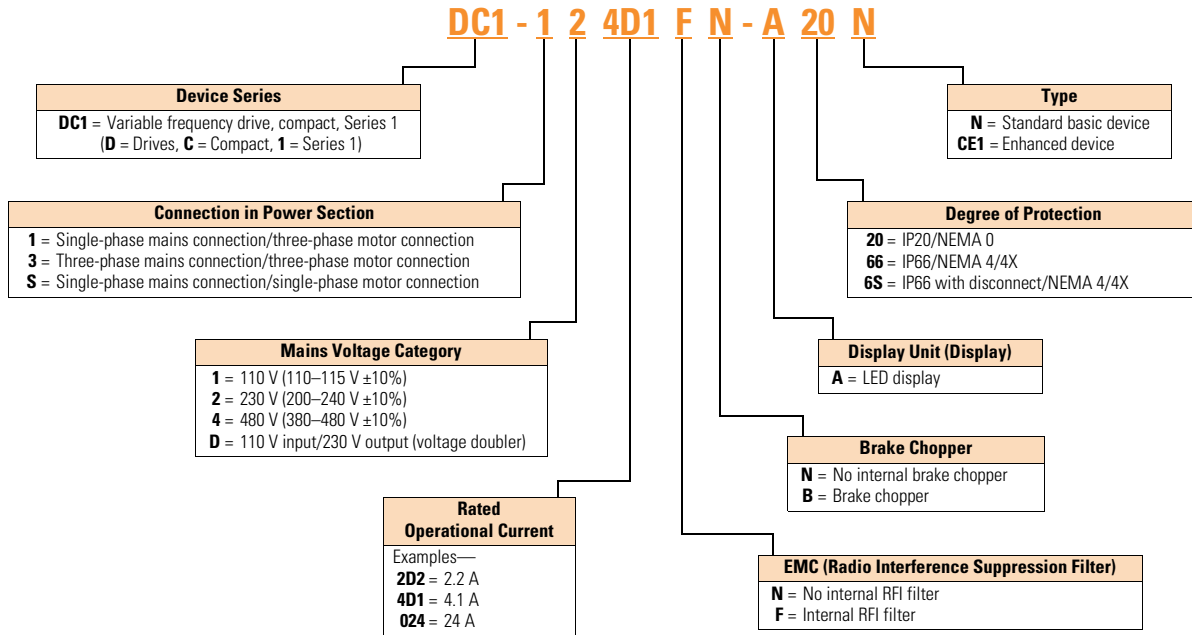 DC1 - 1 2 4D1 F N - A 20 N
Device Series
DC1 = Variable frequency drive, compact, Series 1
(D = Drives, C = Compact, 1 = Series 1)
Type
N = Standard basic device
CE1 = Enhanced device
Connection in Power Section
1 = Single-phase mains connection/three-phase motor connection
3 = Three-phase mains connection/three-phase motor connection
S = Single-phase mains connection/single-phase motor connection
Degree of Protection
20 = IP20/NEMA 0
66 = IP66/NEMA 4/4X
6S = IP66 with disconnect/NEMA 4/4X
Mains Voltage Category
1 = 110 V (110–115 V ±10%)
2 = 230 V (200–240 V ±10%)
4 = 480 V (380–480 V ±10%)
D = 110 V input/230 V output (voltage doubler)
Display Unit (Display)
A = LED display
Brake Chopper
N = No internal brake chopper
B = Brake chopper
Rated
Operational Current
Examples—
2D2 = 2.2 A
4D1 = 4.1 A
024 = 24 A
EMC (Radio Interference Suppression Filter)
N = No internal RFI filter
F = Internal RFI filter